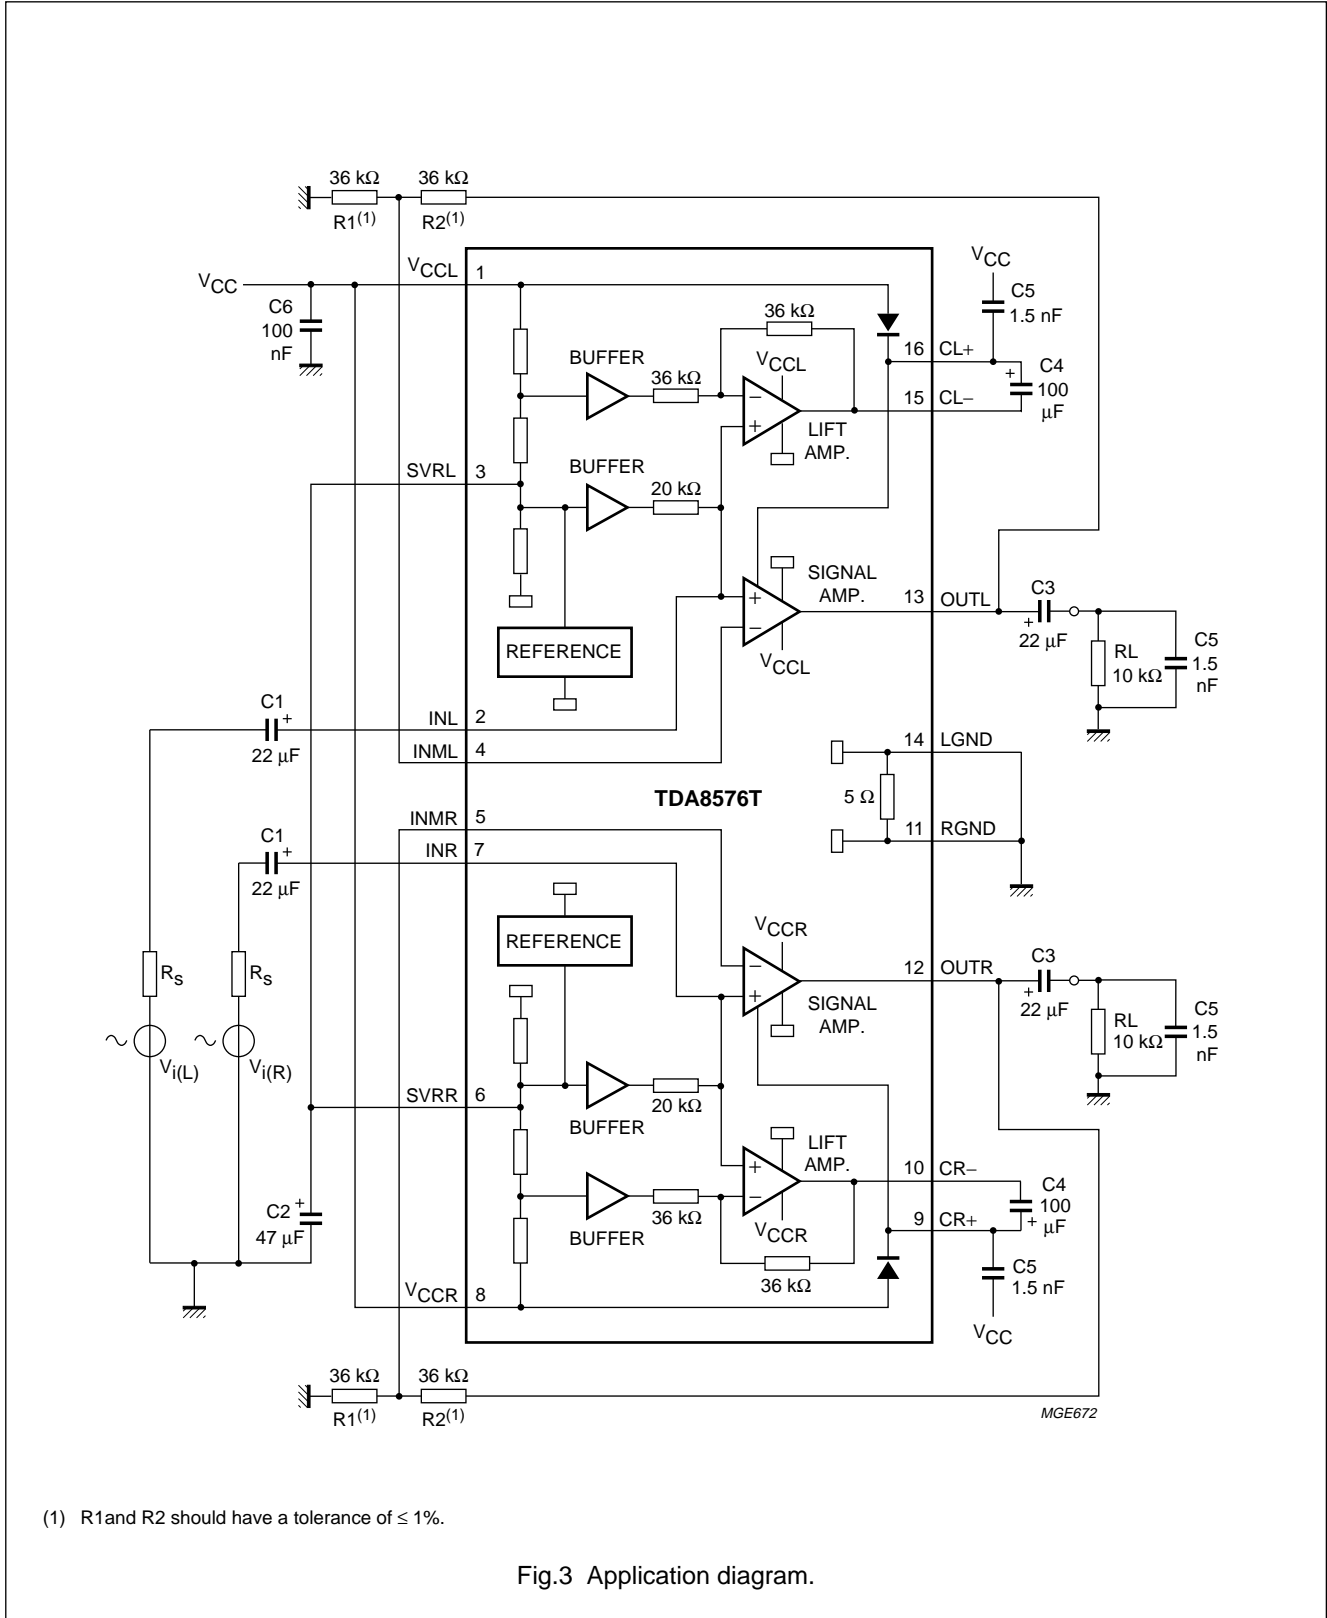 36 kΩ 36 kΩ
R1(1) R2(1)
VCC
C6
100
nF
VCCL 1
VCC
C5
1.5 nF
36 kΩ
BUFFER
36 kΩ
VCCL
−
+
LIFT
AMP.
16 CL+
15 CL−
+ C4
100
μF
SVRL 3
BUFFER
20 kΩ
SIGNAL
AMP.
+
−
VCCL
13 OUTL
C3
+
22 μF
RL
10 kΩ
C5
1.5
nF
REFERENCE
C1
+
22 μF
INL 2
INML 4
14 LGND
5 Ω
11 RGND
TDA8576T
INMR 5
INR 7
C1
+
22 μF
REFERENCE
VCCR
−
+
SIGNAL
AMP.
12 OUTR
C3
+
22 μF
RL
10 kΩ
C5
1.5
nF
Rs Rs
∼ ∼
Vi(L) Vi(R)
SVRR 6
BUFFER
20 kΩ
LIFT
AMP.
+
−
VCCR
10 CR−
9 CR+
C4
100
+ μF
C2 +
47 μF
BUFFER
36 kΩ
36 kΩ
C5
1.5 nF
VCC
VCCR 8
36 kΩ 36 kΩ
R1(1) R2(1)
MGE672
(1) R1and R2 should have a tolerance of ≤ 1%.
Fig.3 Application diagram.